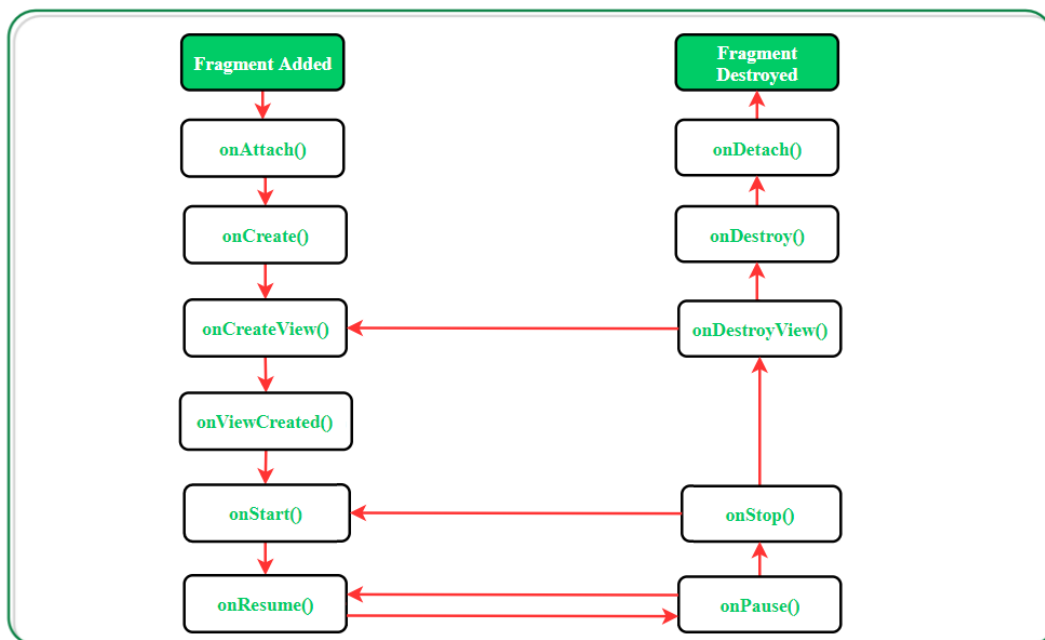 Fragment Added
onAttach()
onCreate()
onCreateView()
onViewCreated()
onStart()
onResume()
Fragment
Destroyed
onDetach()
onDestroy()
onDestroyView()
onStop()
onPause()